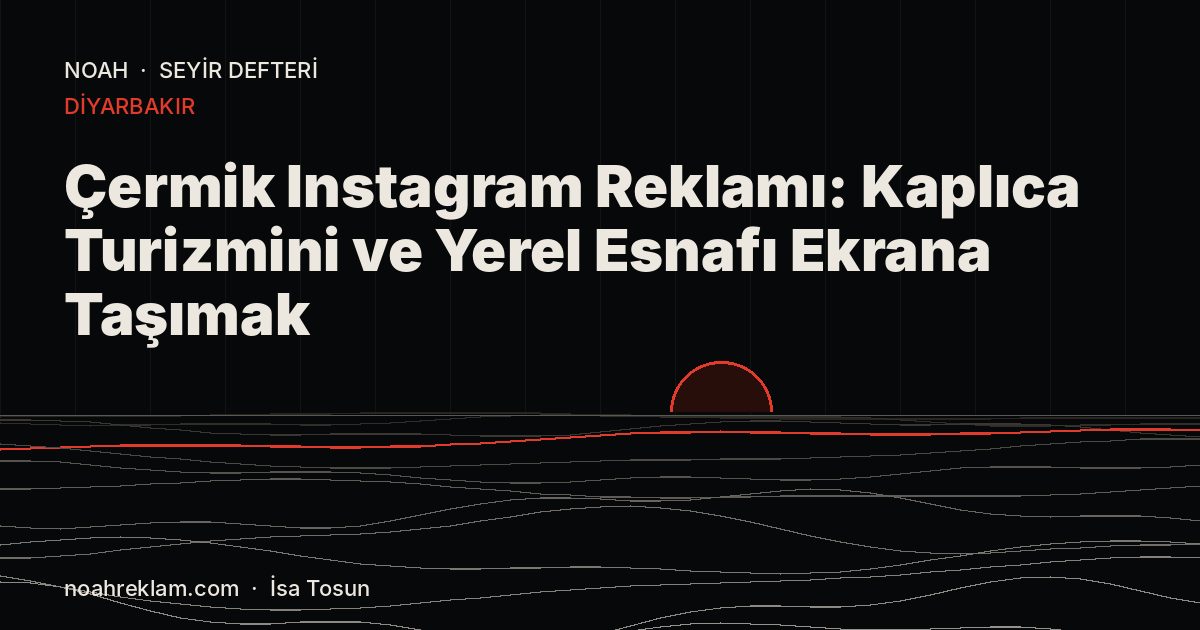 NOAH · SEYİR DEFTERİ
DİYARBAKIR
Çermik Instagram Reklamı: Kaplıca
Turizmini ve Yerel Esnafı Ekrana
Taşımak
noahreklam.com · İsa Tosun